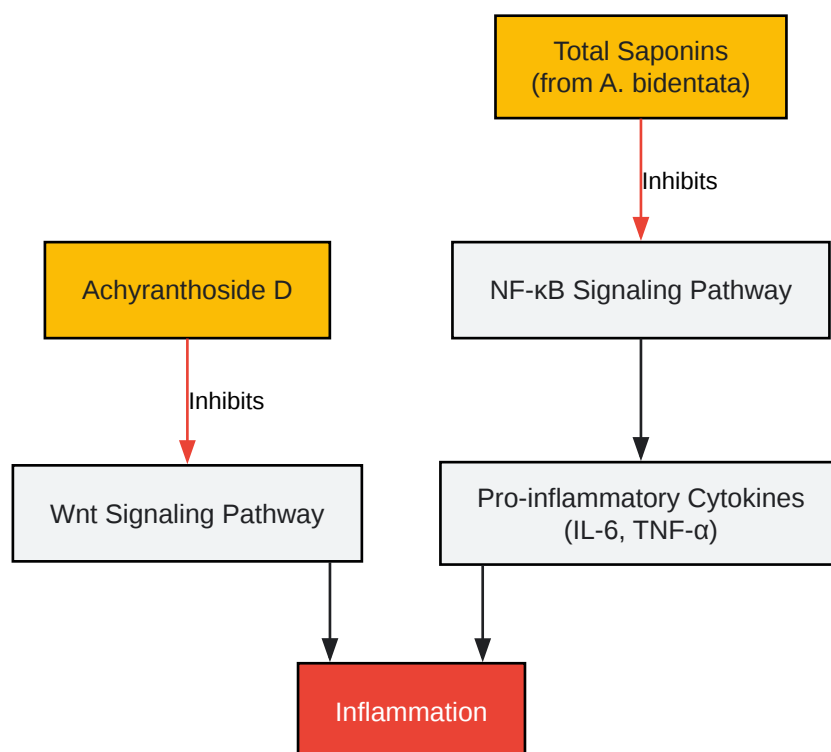 Total Saponins
(from A. bidentata)
Inhibits
Achyranthoside D
NF-κB Signaling Pathway
Inhibits
Wnt Signaling Pathway
Pro-inflammatory Cytokines
(IL-6, TNF-α)
Inflammation